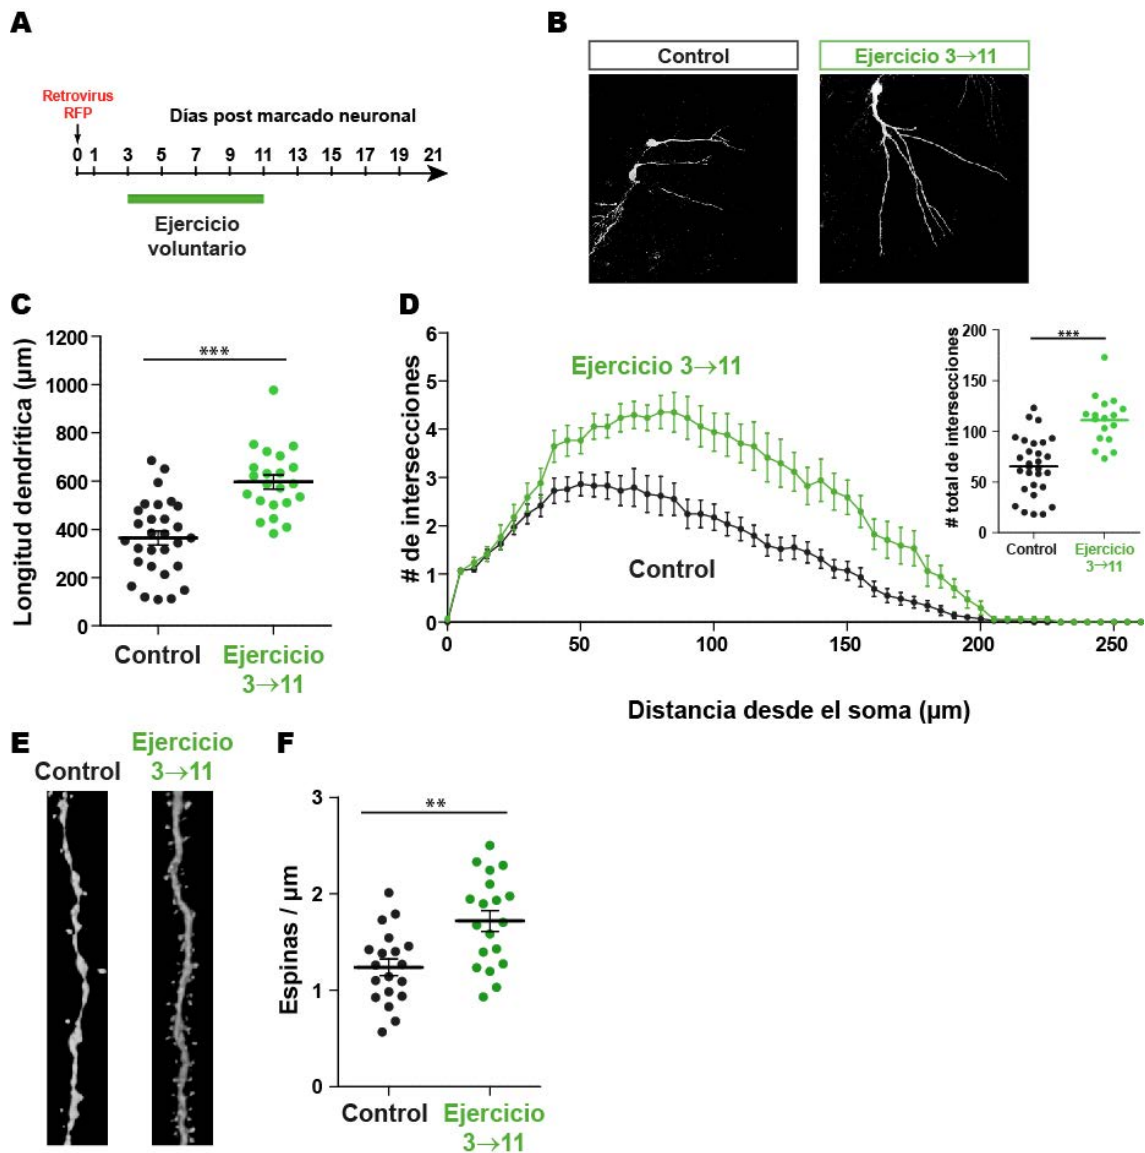 A
Retrovirus
RFP
Días post marcado neuronal
0 1 3 5 7 9 11 13 15 17 19 21
Ejercicio
voluntario
B
Control
Ejercicio 3→11
C
Longitud dendrítica (µm)
1200
1000
800
600
400
200
0
***
Control
Ejercicio
3→11
D
# de intersecciones
6
5
4
3
2
1
0
Ejercicio 3→11
Control
0 50 100 150 200 250
Distancia desde el soma (µm)
# total de intersecciones
200
150
100
50
0
***
Control
Ejercicio
3→11
E
Control
Ejercicio
3→11
F
Espinas / µm
3
2
1
0
**
Control
Ejercicio
3→11